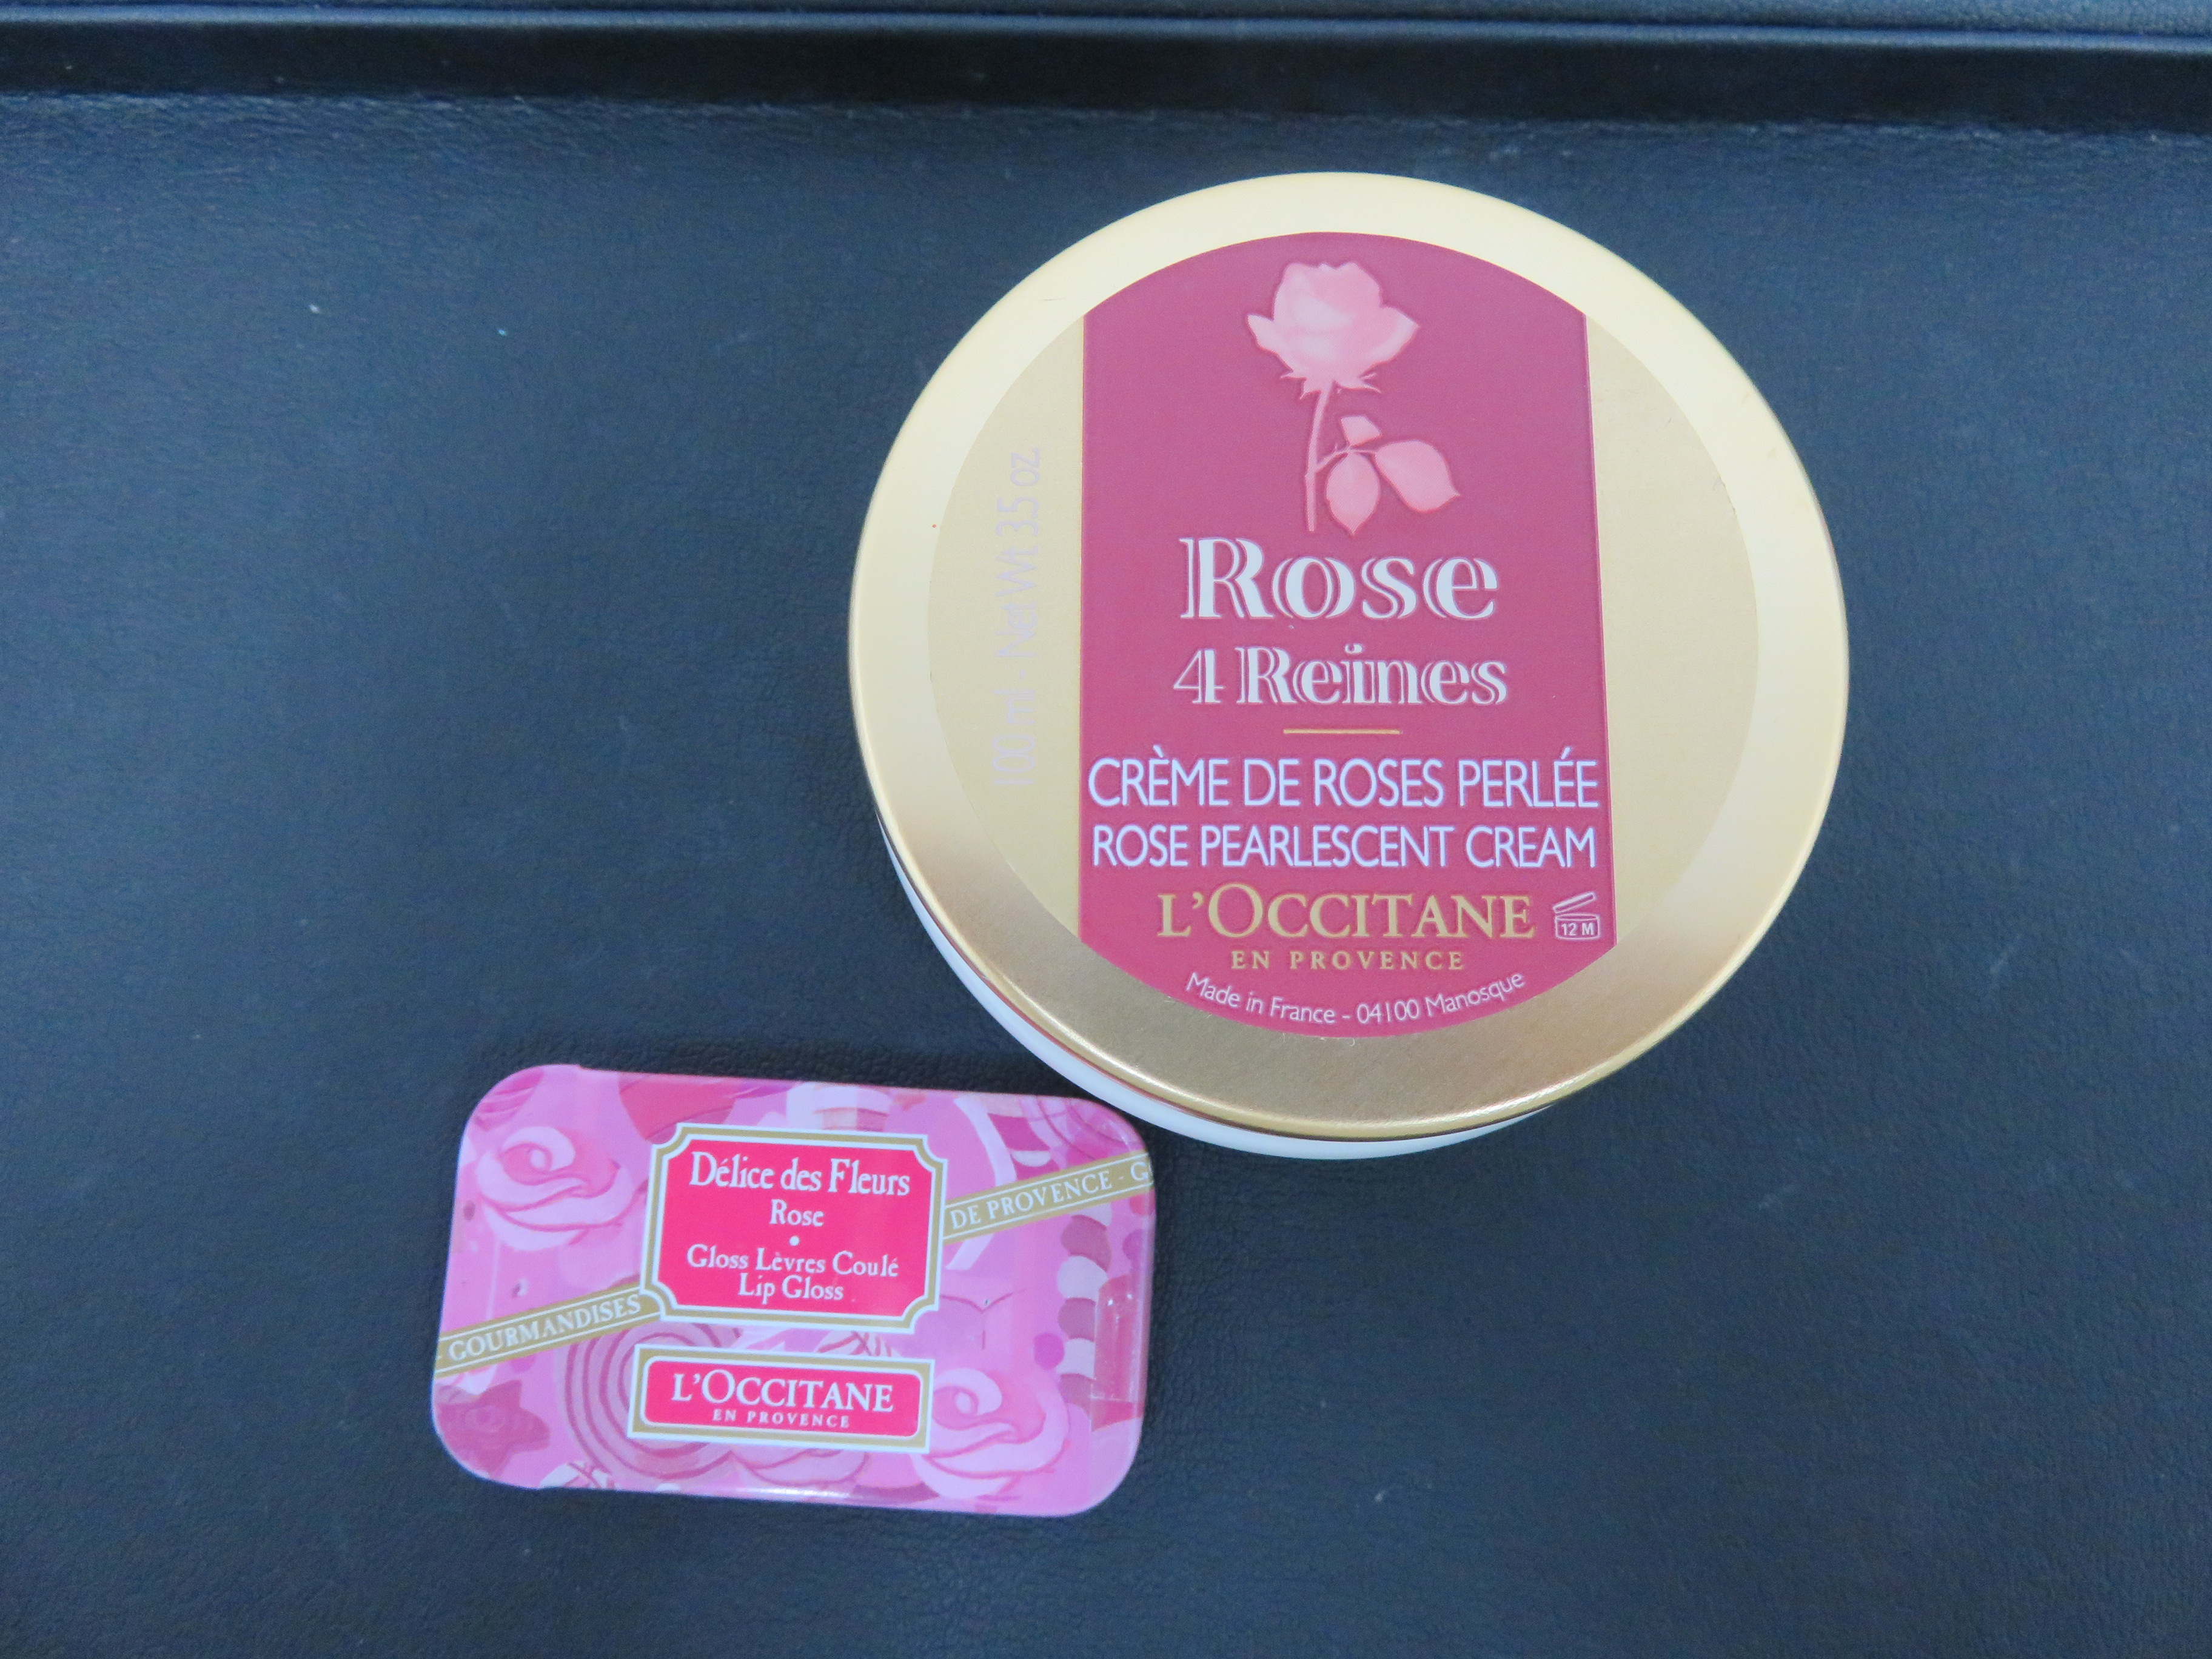 100 ml - Net Wt. 3.5 oz.
Rose
4 Reines
CRÈME DE ROSES PERLÉE
ROSE PEARLESCENT CREAM
L'OCCITANE
EN PROVENCE
12 M
Made in France - 04100 Manosque
Délice des Fleurs
Rose
•
Gloss Lèvres Coulé
Lip Gloss
- GOURMANDISES
DE PROVENCE - G
L'OCCITANE
EN PROVENCE